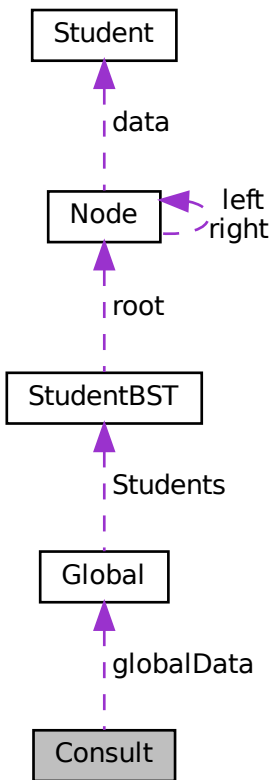 Student
data
Node
left
right
root
StudentBST
Students
Global
globalData
Consult